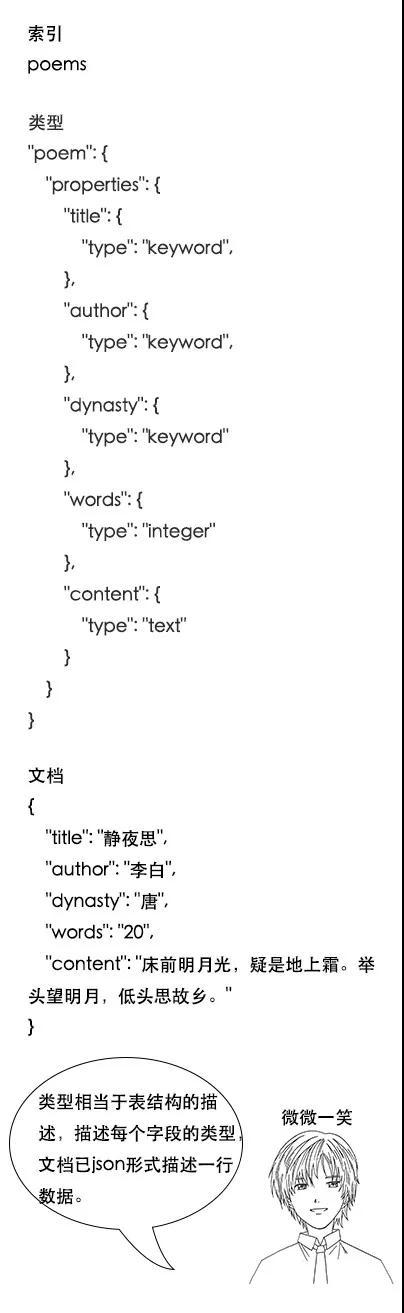 索引
poems
类型
"poem": {
"properties": {
"title": {
"type": "keyword",
},
"author": {
"type": "keyword",
},
"dynasty": {
"type": "keyword"
},
"words": {
"type": "integer"
},
"content": {
"type": "text"
}
}
}
文档
{
"title": "静夜思",
"author": "李白",
"dynasty": "唐",
"words": "20",
"content": "床前明月光，疑是地上霜。举
头望明月，低头思故乡。"
}
类型相当于表结构的描
述，描述每个字段的类型，
文档已json形式描述一行
数据。
微微一笑